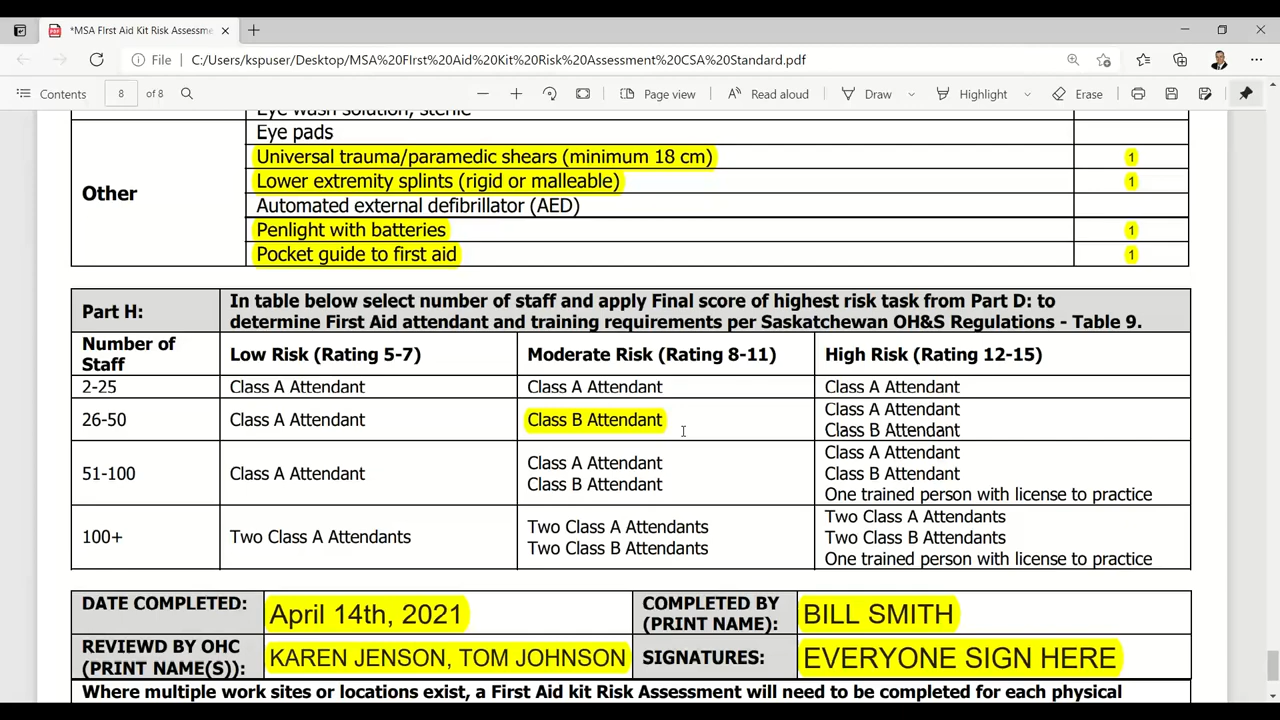 *MSA FIrst Aid Kit Risk Assessme
File
C:/Users/kspuser/Desktop/MSA%20FIrst%20Aid%20Kit%20Risk%20Assessment%20CSA%20Standard.pdf
Contents
8
of 8
Page view
Read aloud
Draw
Highlight
Erase
Eye wash solution, sterile
Eye pads
Other
Universal trauma/paramedic shears (minimum 18 cm) 1
Lower extremity splints (rigid or malleable) 1
Automated external defibrillator (AED)
Penlight with batteries 1
Pocket guide to first aid 1
Part H:
In table below select number of staff and apply Final score of highest risk task from Part D: to
determine First Aid attendant and training requirements per Saskatchewan OH&S Regulations - Table 9.
Number of
Staff
Low Risk (Rating 5-7)
Moderate Risk (Rating 8-11)
High Risk (Rating 12-15)
2-25
Class A Attendant
Class A Attendant
Class A Attendant
26-50
Class A Attendant
Class B Attendant
Class A Attendant
Class B Attendant
51-100
Class A Attendant
Class A Attendant
Class B Attendant
Class A Attendant
Class B Attendant
One trained person with license to practice
100+
Two Class A Attendants
Two Class A Attendants
Two Class B Attendants
Two Class A Attendants
Two Class B Attendants
One trained person with license to practice
DATE COMPLETED:
April 14th, 2021
COMPLETED BY
(PRINT NAME):
BILL SMITH
REVIEWD BY OHC
(PRINT NAME(S)):
KAREN JENSON, TOM JOHNSON
SIGNATURES:
EVERYONE SIGN HERE
Where multiple work sites or locations exist, a First Aid kit Risk Assessment will need to be completed for each physical